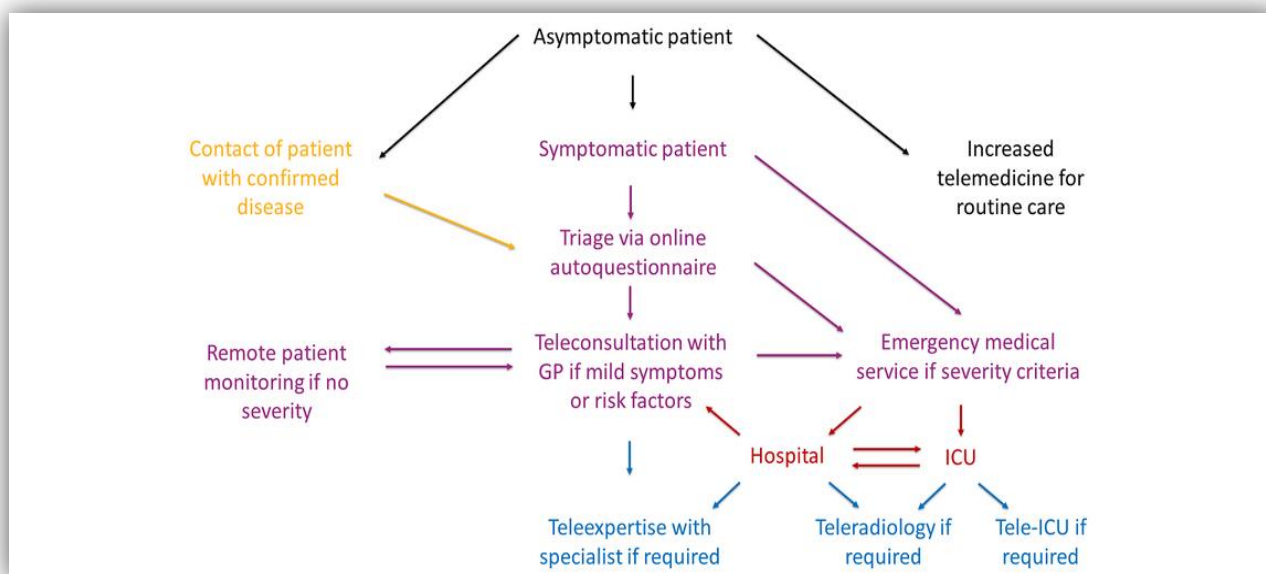 Asymptomatic patient
Contact of patient
with confirmed
disease
Symptomatic patient
Increased
telemedicine for
routine care
Triage via online
autoquestionnaire
Remote patient
monitoring if no
severity
Teleconsultation with
GP if mild symptoms
or risk factors
Emergency medical
service if severity criteria
Hospital
ICU
Teleexpertise with
specialist if required
Teleradiology if
required
Tele-ICU if
required